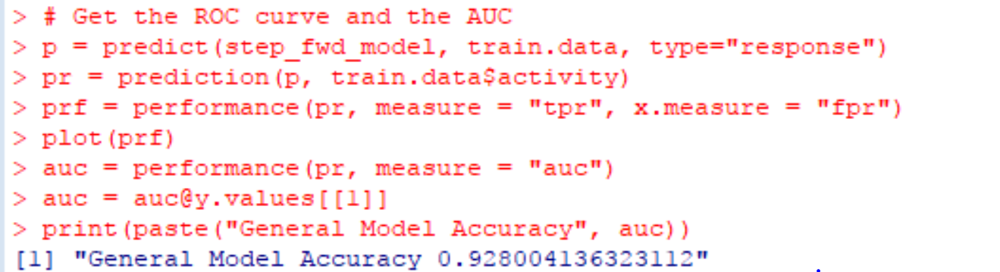 > # Get the ROC curve and the AUC
> p = predict(step_fwd_model, train.data, type="response")
> pr = prediction(p, train.data$activity)
> prf = performance(pr, measure = "tpr", x.measure = "fpr")
> plot(prf)
> auc = performance(pr, measure = "auc")
> auc = auc@y.values[[1]]
> print(paste("General Model Accuracy", auc))
[1] "General Model Accuracy 0.928004136323112"